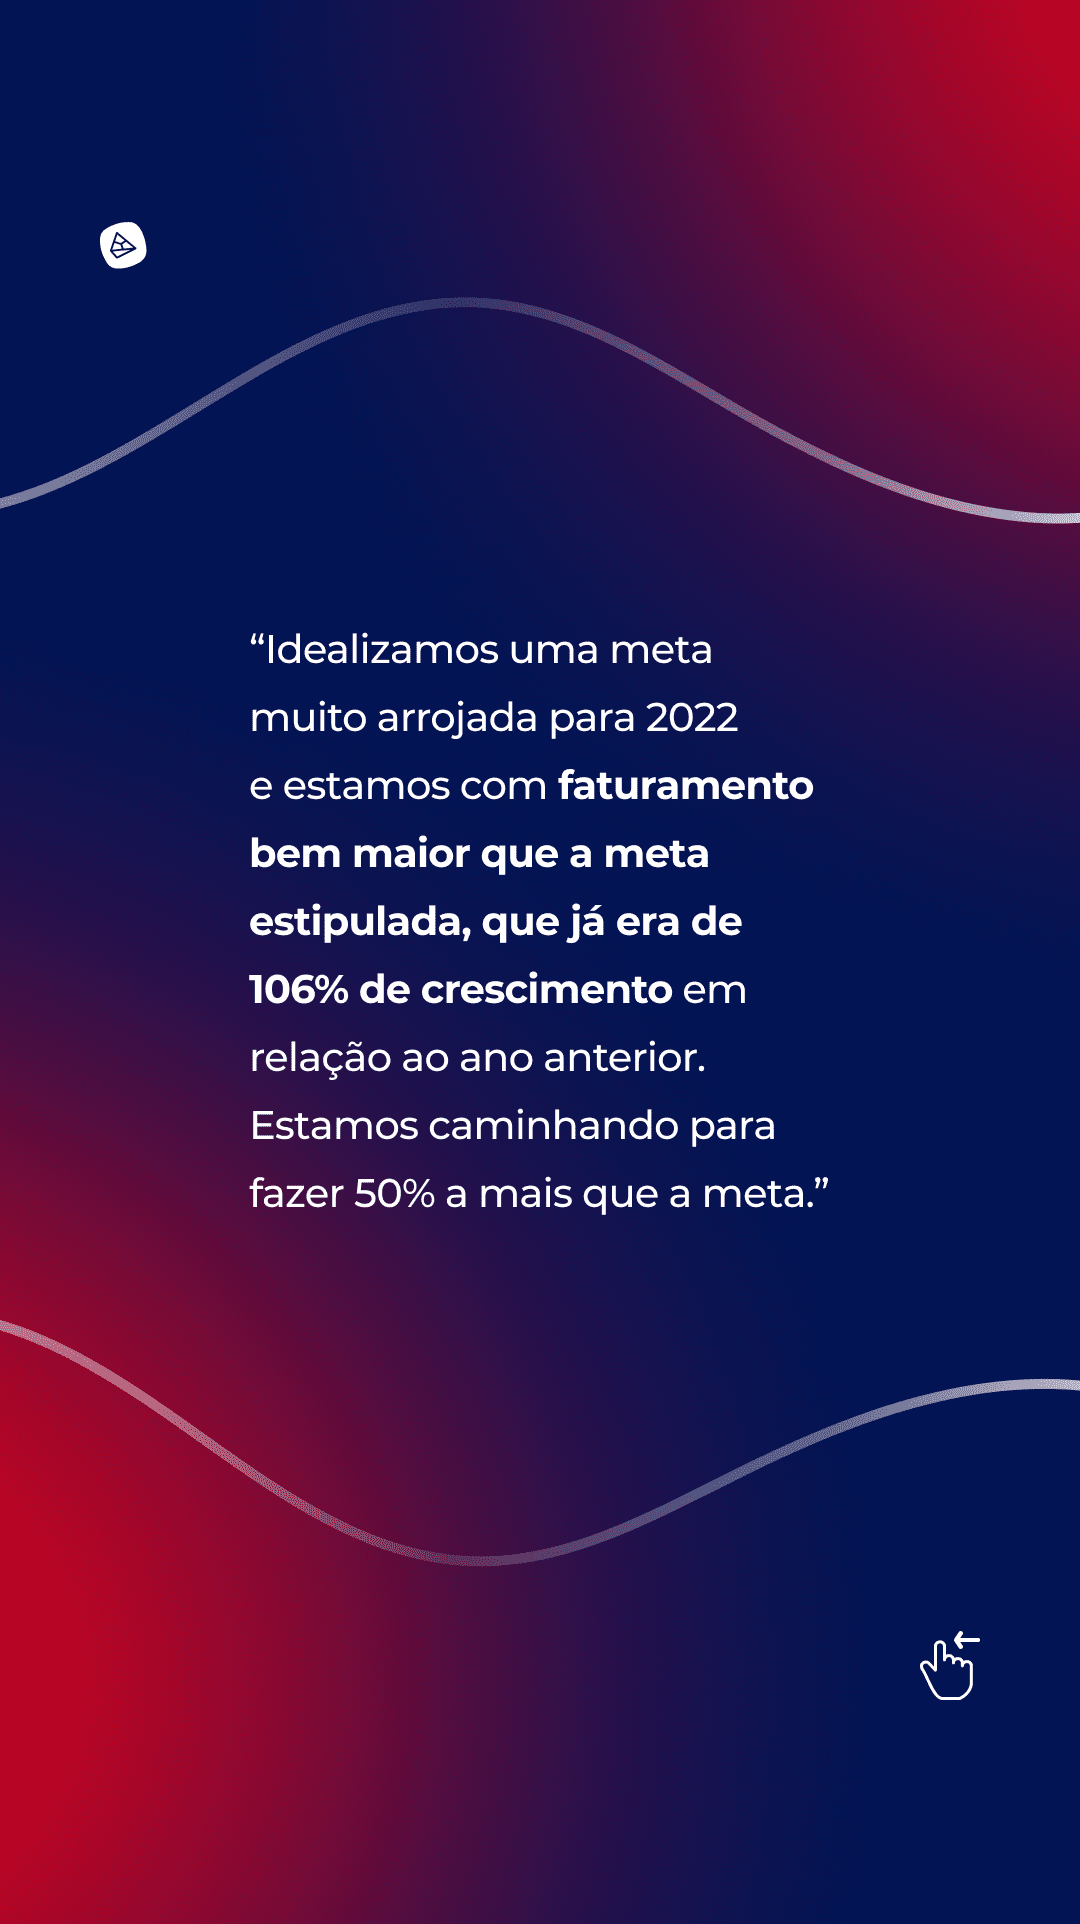 “Idealizamos uma meta
muito arrojada para 2022
e estamos com faturamento
bem maior que a meta
estipulada, que já era de
106% de crescimento em
relação ao ano anterior.
Estamos caminhando para
fazer 50% a mais que a meta.”